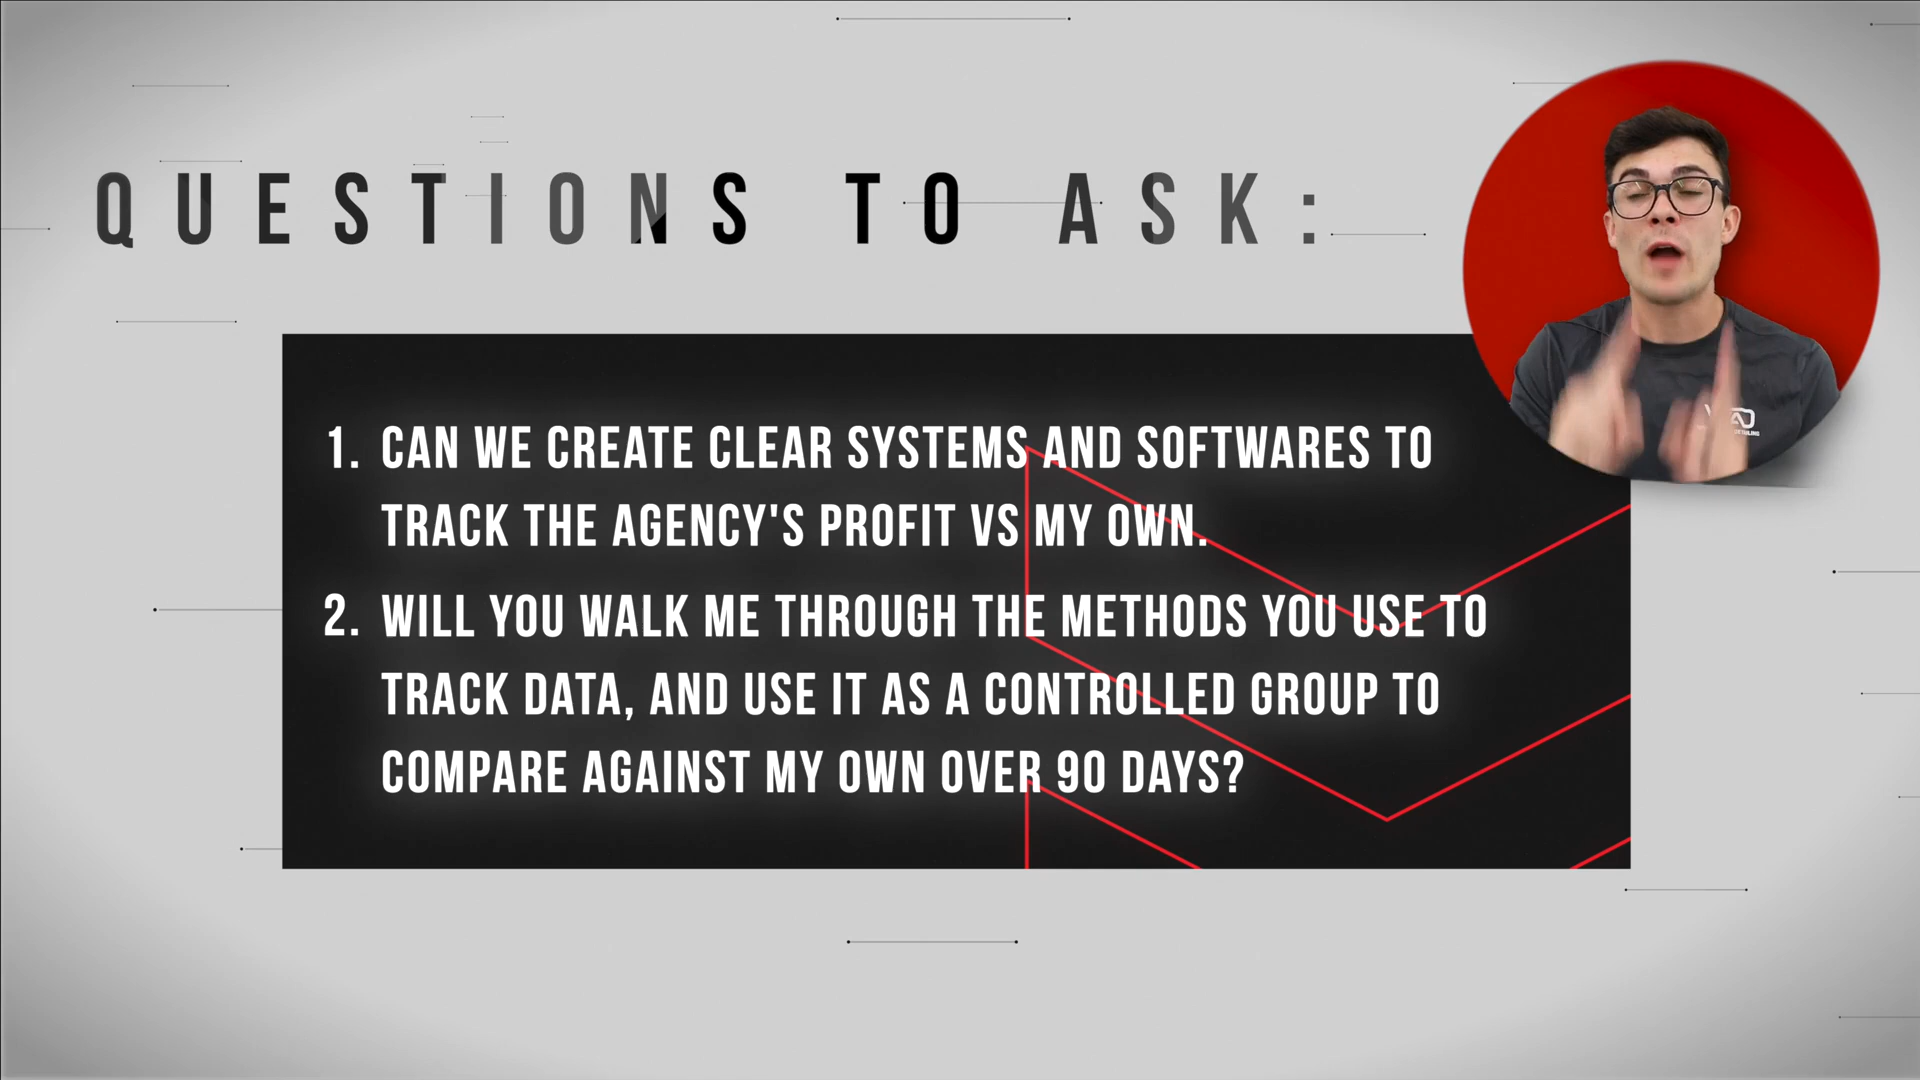 QUESTIONS TO ASK:
1. CAN WE CREATE CLEAR SYSTEMS AND SOFTWARES TO
TRACK THE AGENCY'S PROFIT VS MY OWN.
2. WILL YOU WALK ME THROUGH THE METHODS YOU USE TO
TRACK DATA, AND USE IT AS A CONTROLLED GROUP TO
COMPARE AGAINST MY OWN OVER 90 DAYS?